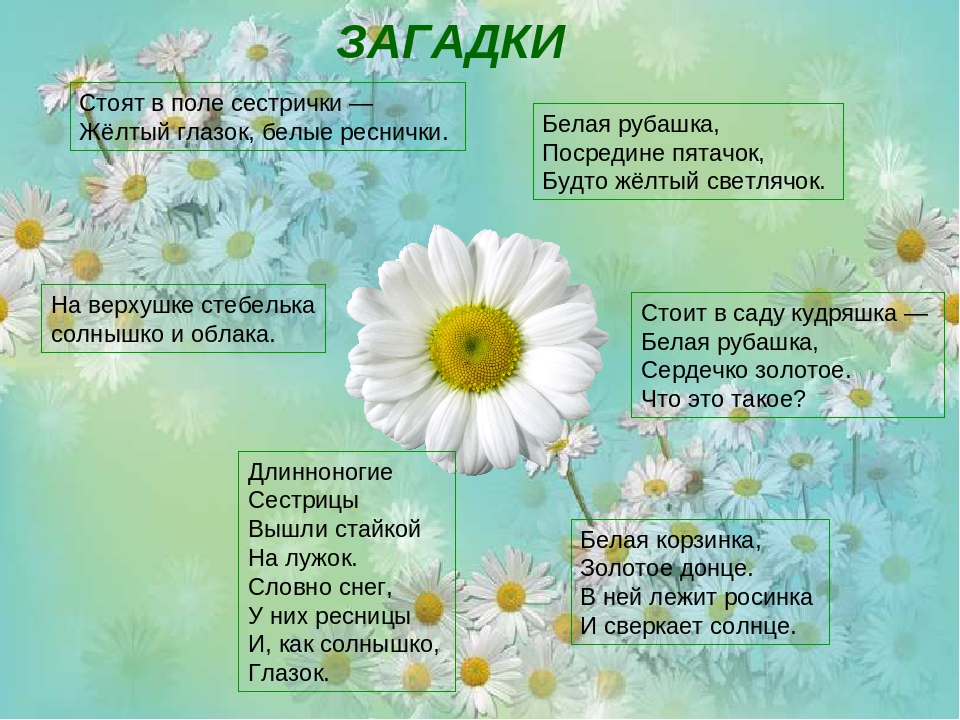 ЗАГАДКИ
Стоят в поле сестрички —
Жёлтый глазок, белые реснички.
Белая рубашка,
Посредине пятачок,
Будто жёлтый светлячок.
На верхушке стебелька
солнышко и облака.
Стоит в саду кудряшка —
Белая рубашка,
Сердечко золотое.
Что это такое?
Длинноногие
Сестрицы
Вышли стайкой
На лужок.
Словно снег,
У них ресницы
И, как солнышко,
Глазок.
Белая корзинка,
Золотое донце.
В ней лежит росинка
И сверкает солнце.